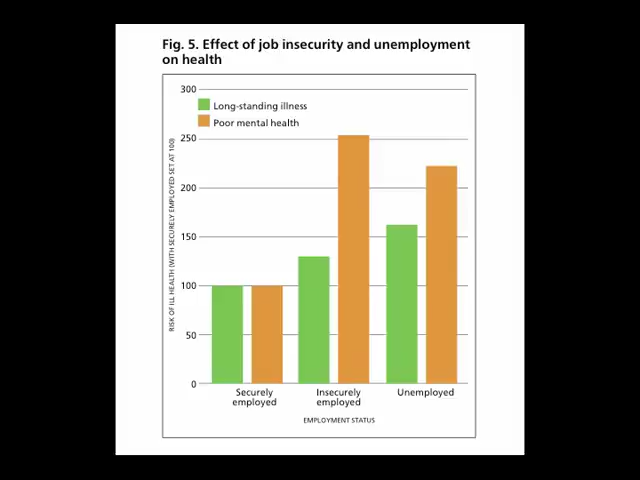 Fig. 5. Effect of job insecurity and unemployment
on health
300
Long-standing illness
Poor mental health
250
200
150
100
50
0
RISK OF ILL HEALTH (WITH SECURELY EMPLOYED SET AT 100)
Securely
employed
Insecurely
employed
Unemployed
EMPLOYMENT STATUS